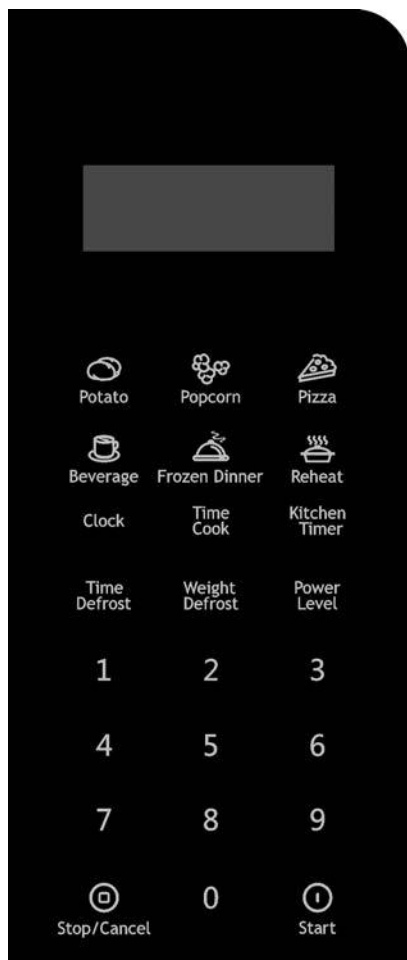 Potato Popcorn Pizza
Beverage Frozen Dinner Reheat
Clock Time Cook Kitchen Timer
Time Defrost Weight Defrost Power Level
1 2 3
4 5 6
7 8 9
Stop/Cancel 0 Start